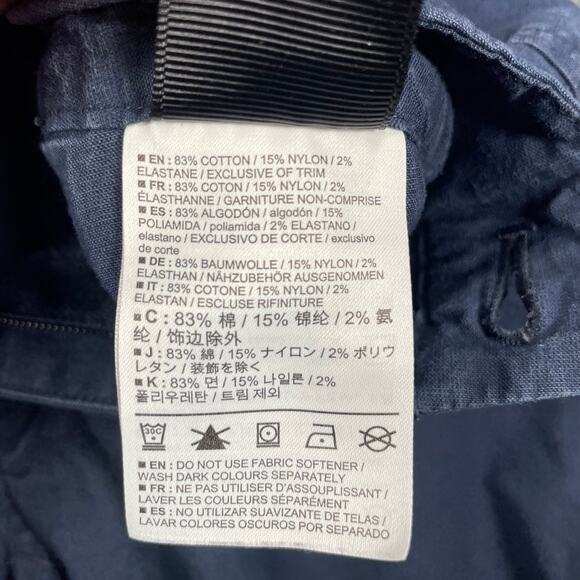 EN : 83% COTTON / 15% NYLON / 2%
ELASTANE / EXCLUSIVE OF TRIM
FR : 83% COTON / 15% NYLON / 2%
ÉLASTHANNE / GARNITURE NON-COMPRISE
ES : 83% ALGODÓN / algodón / 15%
POLIAMIDA / poliamida / 2% ELASTANO /
elastano / EXCLUSIVO DE CORTE / exclusivo
de corte
DE : 83% BAUMWOLLE / 15% NYLON / 2%
ELASTHAN / NÄHZUBEHÖR AUSGENOMMEN
IT : 83% COTONE / 15% NYLON / 2%
ELASTAN / ESCLUSE RIFINITURE
C : 83% 棉 / 15% 锦纶 / 2% 氨
纶 / 饰边除外
J : 83% 綿 / 15% ナイロン / 2% ポリウ
レタン / 装飾を除く
K : 83% 면 / 15% 나일론 / 2%
폴리우레탄 / 트림 제외
30C
EN : DO NOT USE FABRIC SOFTENER /
WASH DARK COLOURS SEPARATELY
FR : NE PAS UTILISER D'ASSOUPLISSANT /
LAVER LES COULEURS SÉPARÉMENT
ES : NO UTILIZAR SUAVIZANTE DE TELAS /
LAVAR COLORES OSCUROS POR SEPARADO